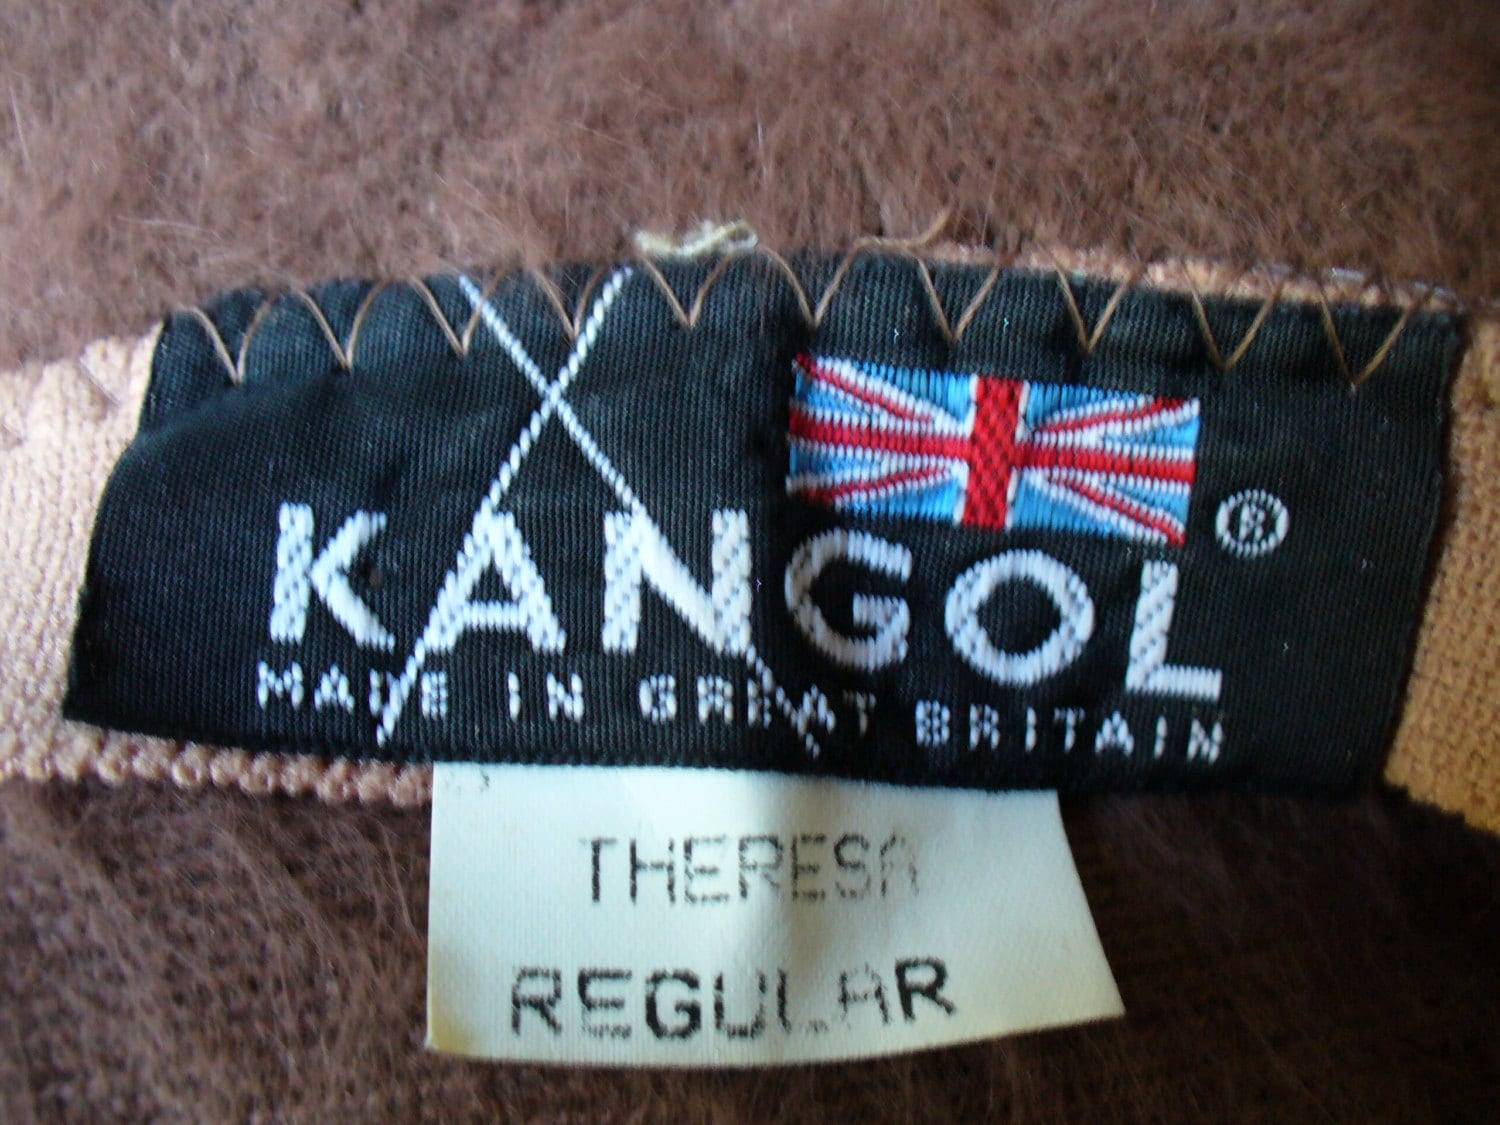 KANGOL®
MADE IN GREAT BRITAIN
THERESA
REGULAR